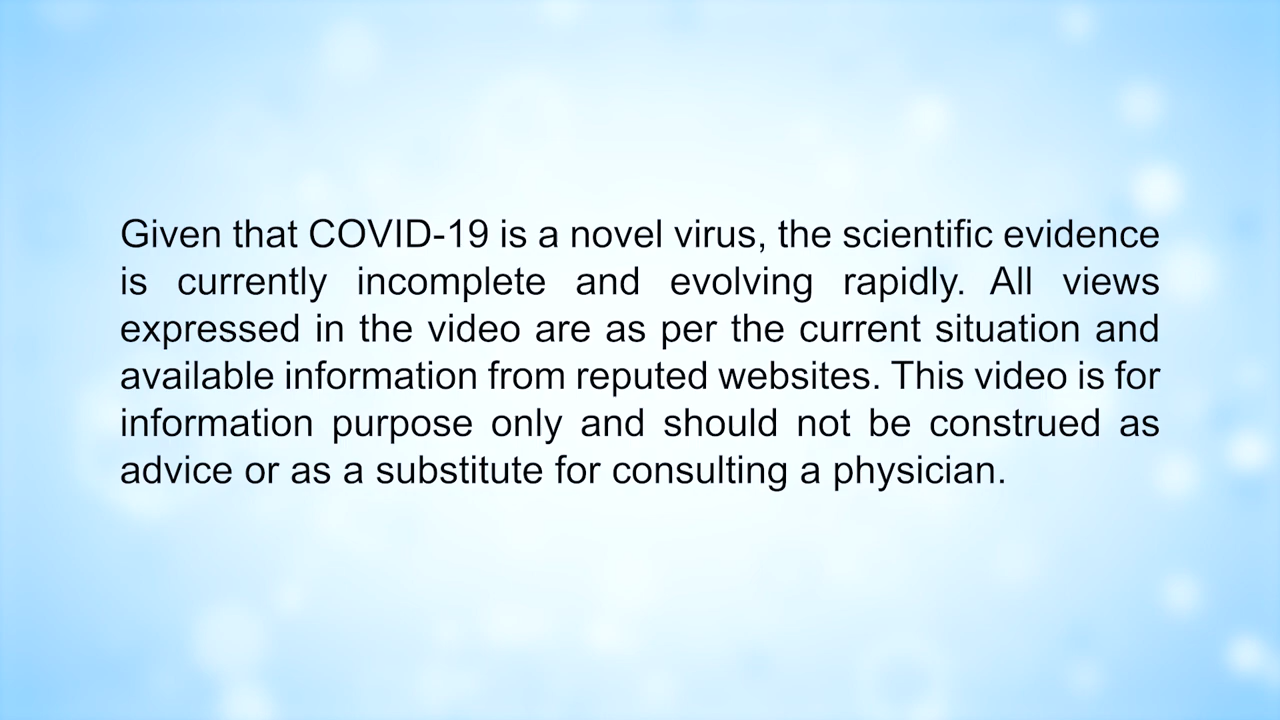 Given that COVID-19 is a novel virus, the scientific evidence
is currently incomplete and evolving rapidly. All views
expressed in the video are as per the current situation and
available information from reputed websites. This video is for
information purpose only and should not be construed as
advice or as a substitute for consulting a physician.